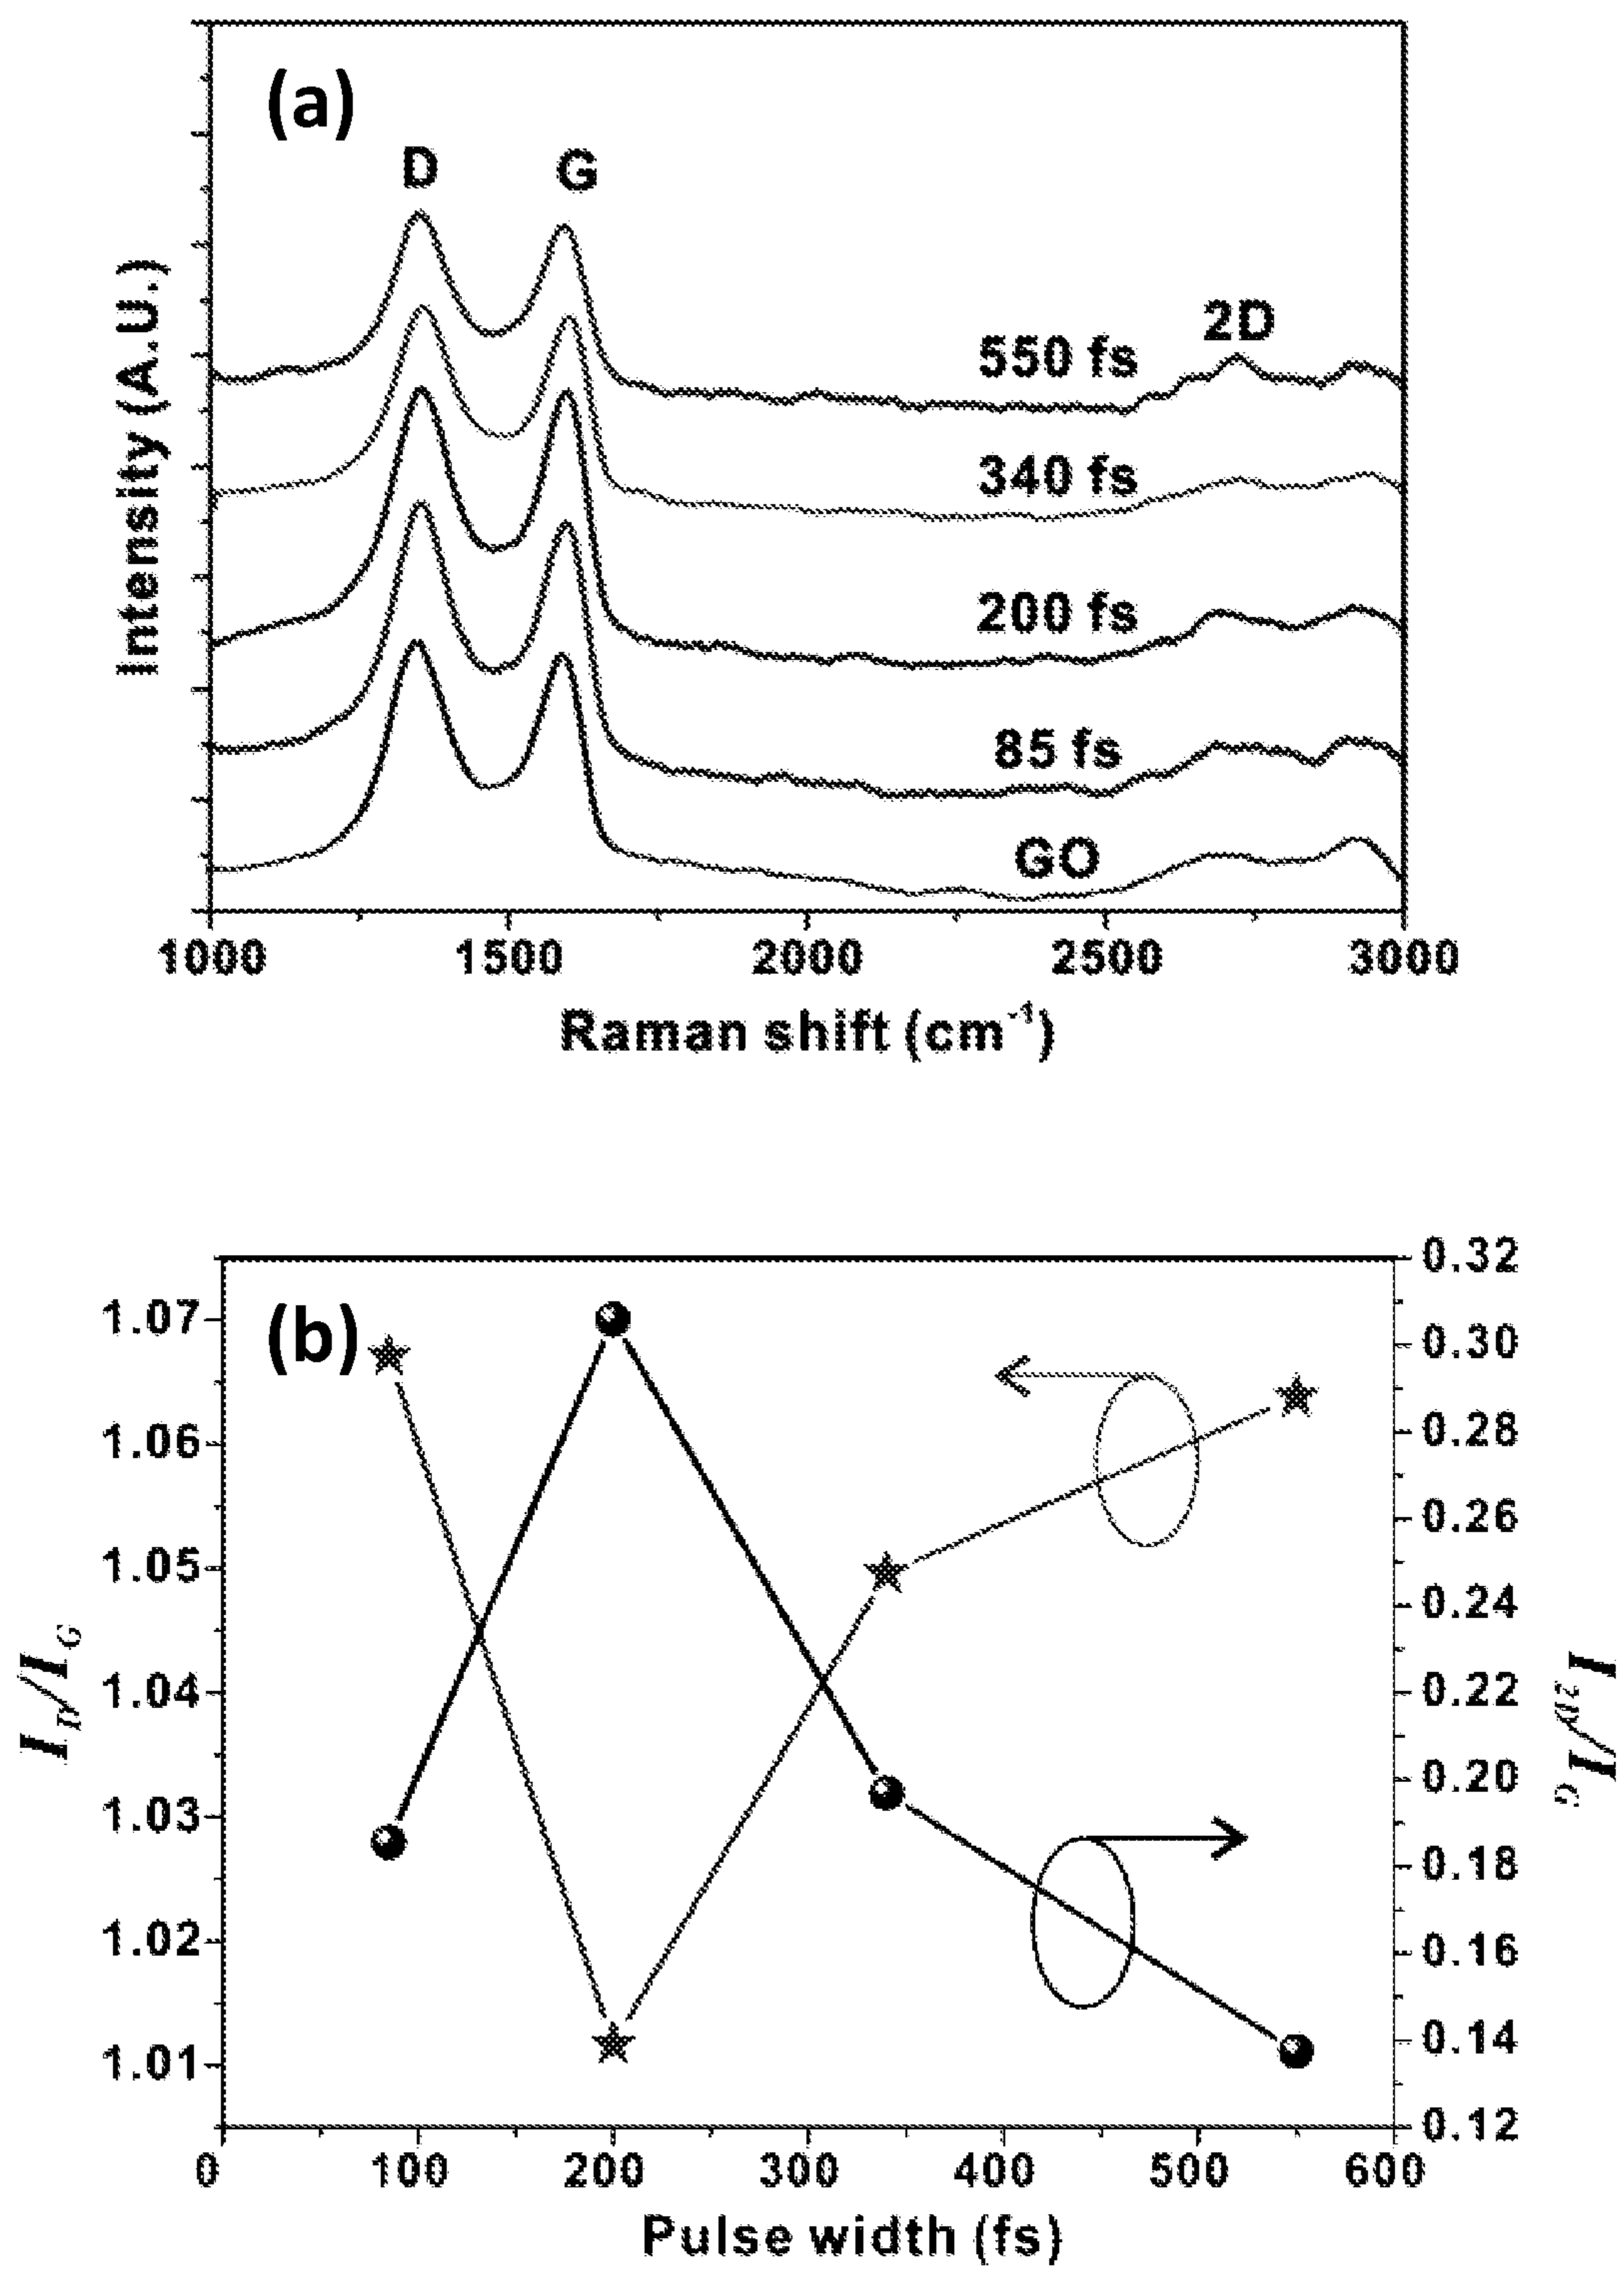 (a)
D G
2D
550 fs
340 fs
200 fs
85 fs
GO
Intensity (A.U.)
1000 1500 2000 2500 3000
Raman shift (cm-1)
(b)
1.07
1.06
1.05
1.04
1.03
1.02
1.01
ID/IG
0.32
0.30
0.28
0.26
0.24
0.22
0.20
0.18
0.16
0.14
0.12
I2D/IG
0 100 200 300 400 500 600
Pulse width (fs)